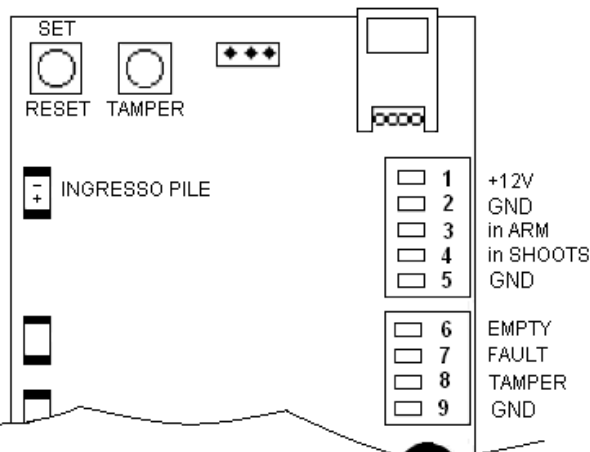 SET
RESET TAMPER
INGRESSO PILE
- +
1 +12V
2 GND
3 in ARM
4 in SHOOTS
5 GND
6 EMPTY
7 FAULT
8 TAMPER
9 GND